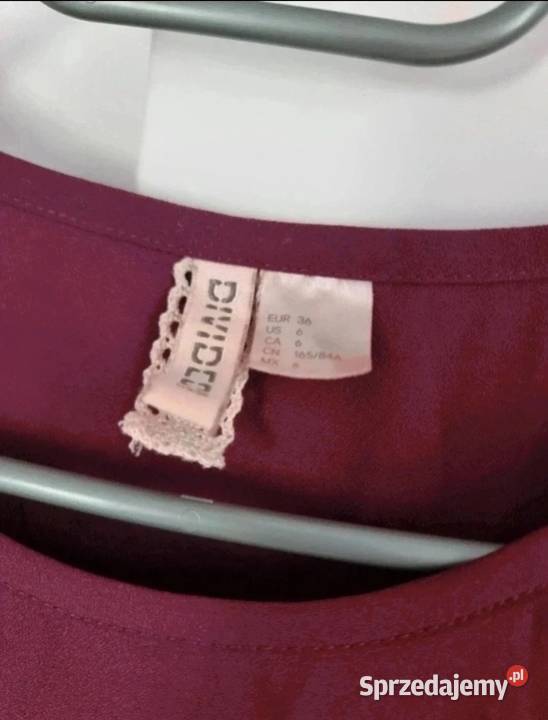 DIVIDED
EUR 36
US 6
CA 6
CN 165/84A
MX 6
Sprzedajemy.pl